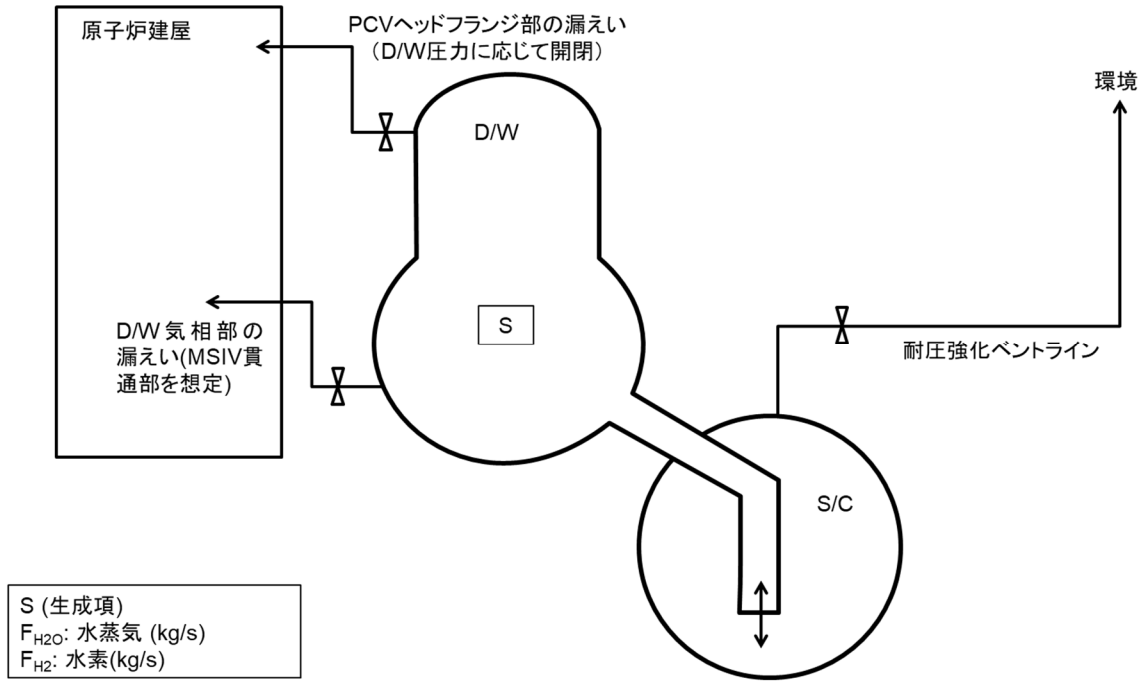 原子炉建屋
PCVヘッドフランジ部の漏えい
（D/W圧力に応じて開閉）
環境
D/W
S
D/W気相部の
漏えい(MSIV貫
通部を想定)
耐圧強化ベントライン
S/C
S (生成項)
FH2O: 水蒸気 (kg/s)
FH2: 水素(kg/s)